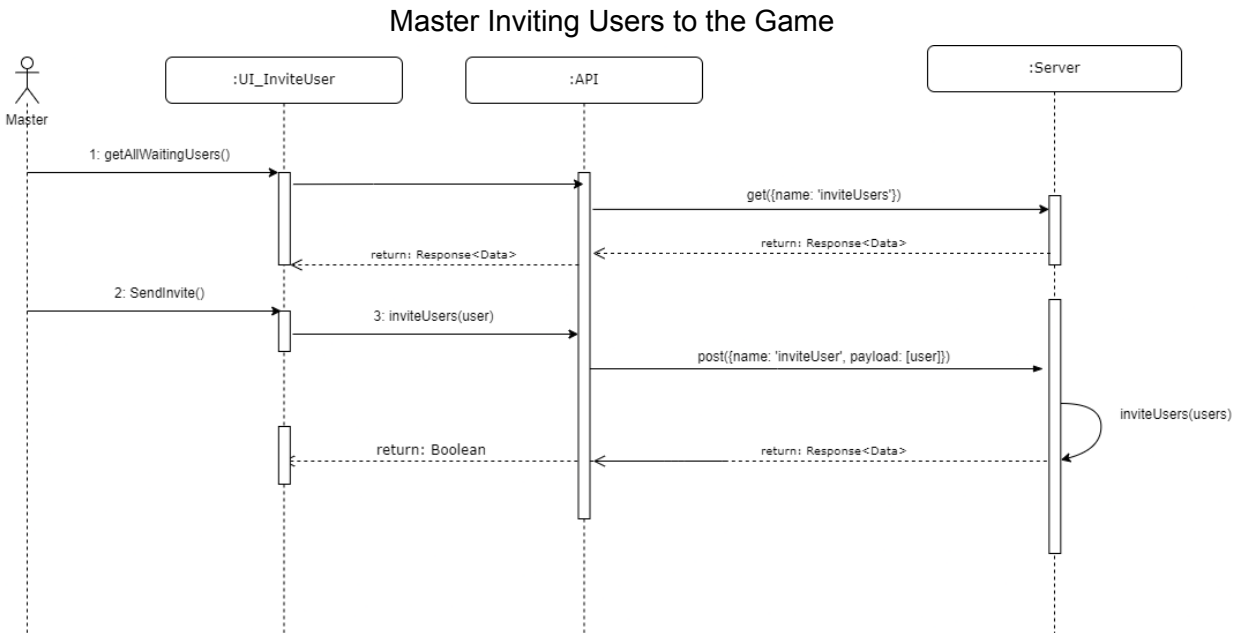 Master Inviting Users to the Game
:UI_InviteUser
:API
:Server
Master
1: getAllWaitingUsers()
get({name: 'inviteUsers'})
return: Response<Data>
return: Response<Data>
2: SendInvite()
3: inviteUsers(user)
post({name: 'inviteUser', payload: [user]})
inviteUsers(users)
return: Boolean
return: Response<Data>